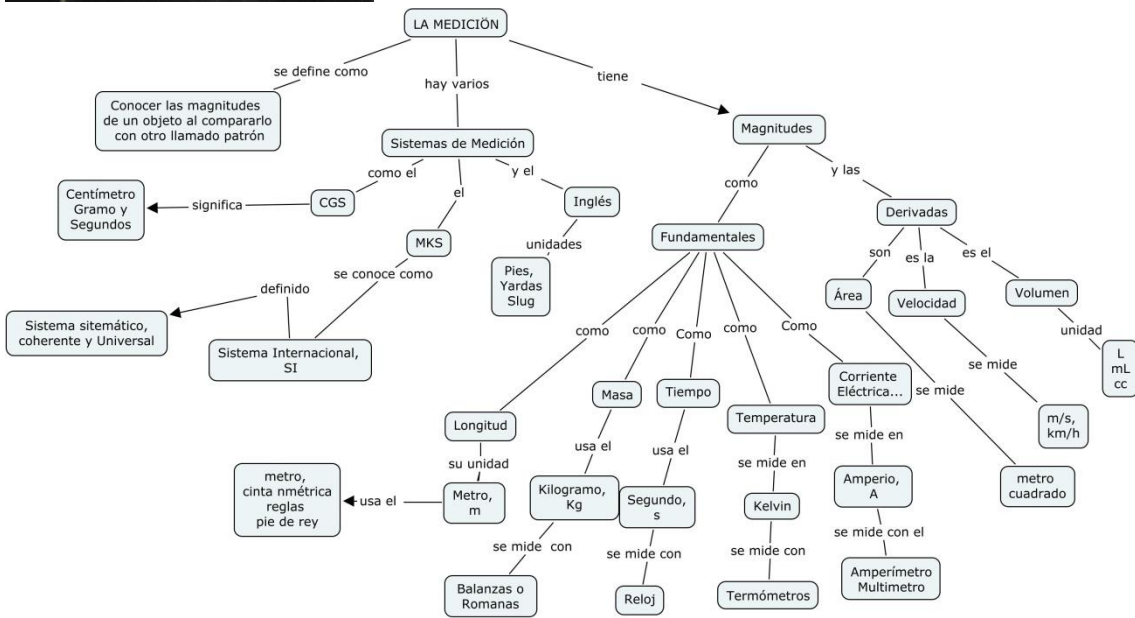 LA MEDICIÖN
se define como
hay varios
tiene
Conocer las magnitudes
de un objeto al compararlo
con otro llamado patrón
Sistemas de Medición
Magnitudes
como el
el
y el
como
y las
Centímetro
Gramo y
Segundos
significa
CGS
MKS
Inglés
Fundamentales
Derivadas
se conoce como
unidades
Pies,
Yardas
Slug
son
es la
es el
Área
Velocidad
Volumen
definido
Sistema sitemático,
coherente y Universal
Sistema Internacional,
SI
como
como
Como
como
Como
se mide
se mide
unidad
L
mL
cc
Longitud
Masa
Tiempo
Temperatura
Corriente
Eléctrica...
m/s,
km/h
su unidad
usa el
usa el
se mide en
se mide en
metro,
cinta nmétrica
reglas
pie de rey
usa el
Metro,
m
Kilogramo,
Kg
Segundo,
s
Kelvin
Amperio,
A
metro
cuadrado
se mide  con
se mide con
se mide con
se mide con el
Balanzas o
Romanas
Reloj
Termómetros
Amperímetro
Multimetro